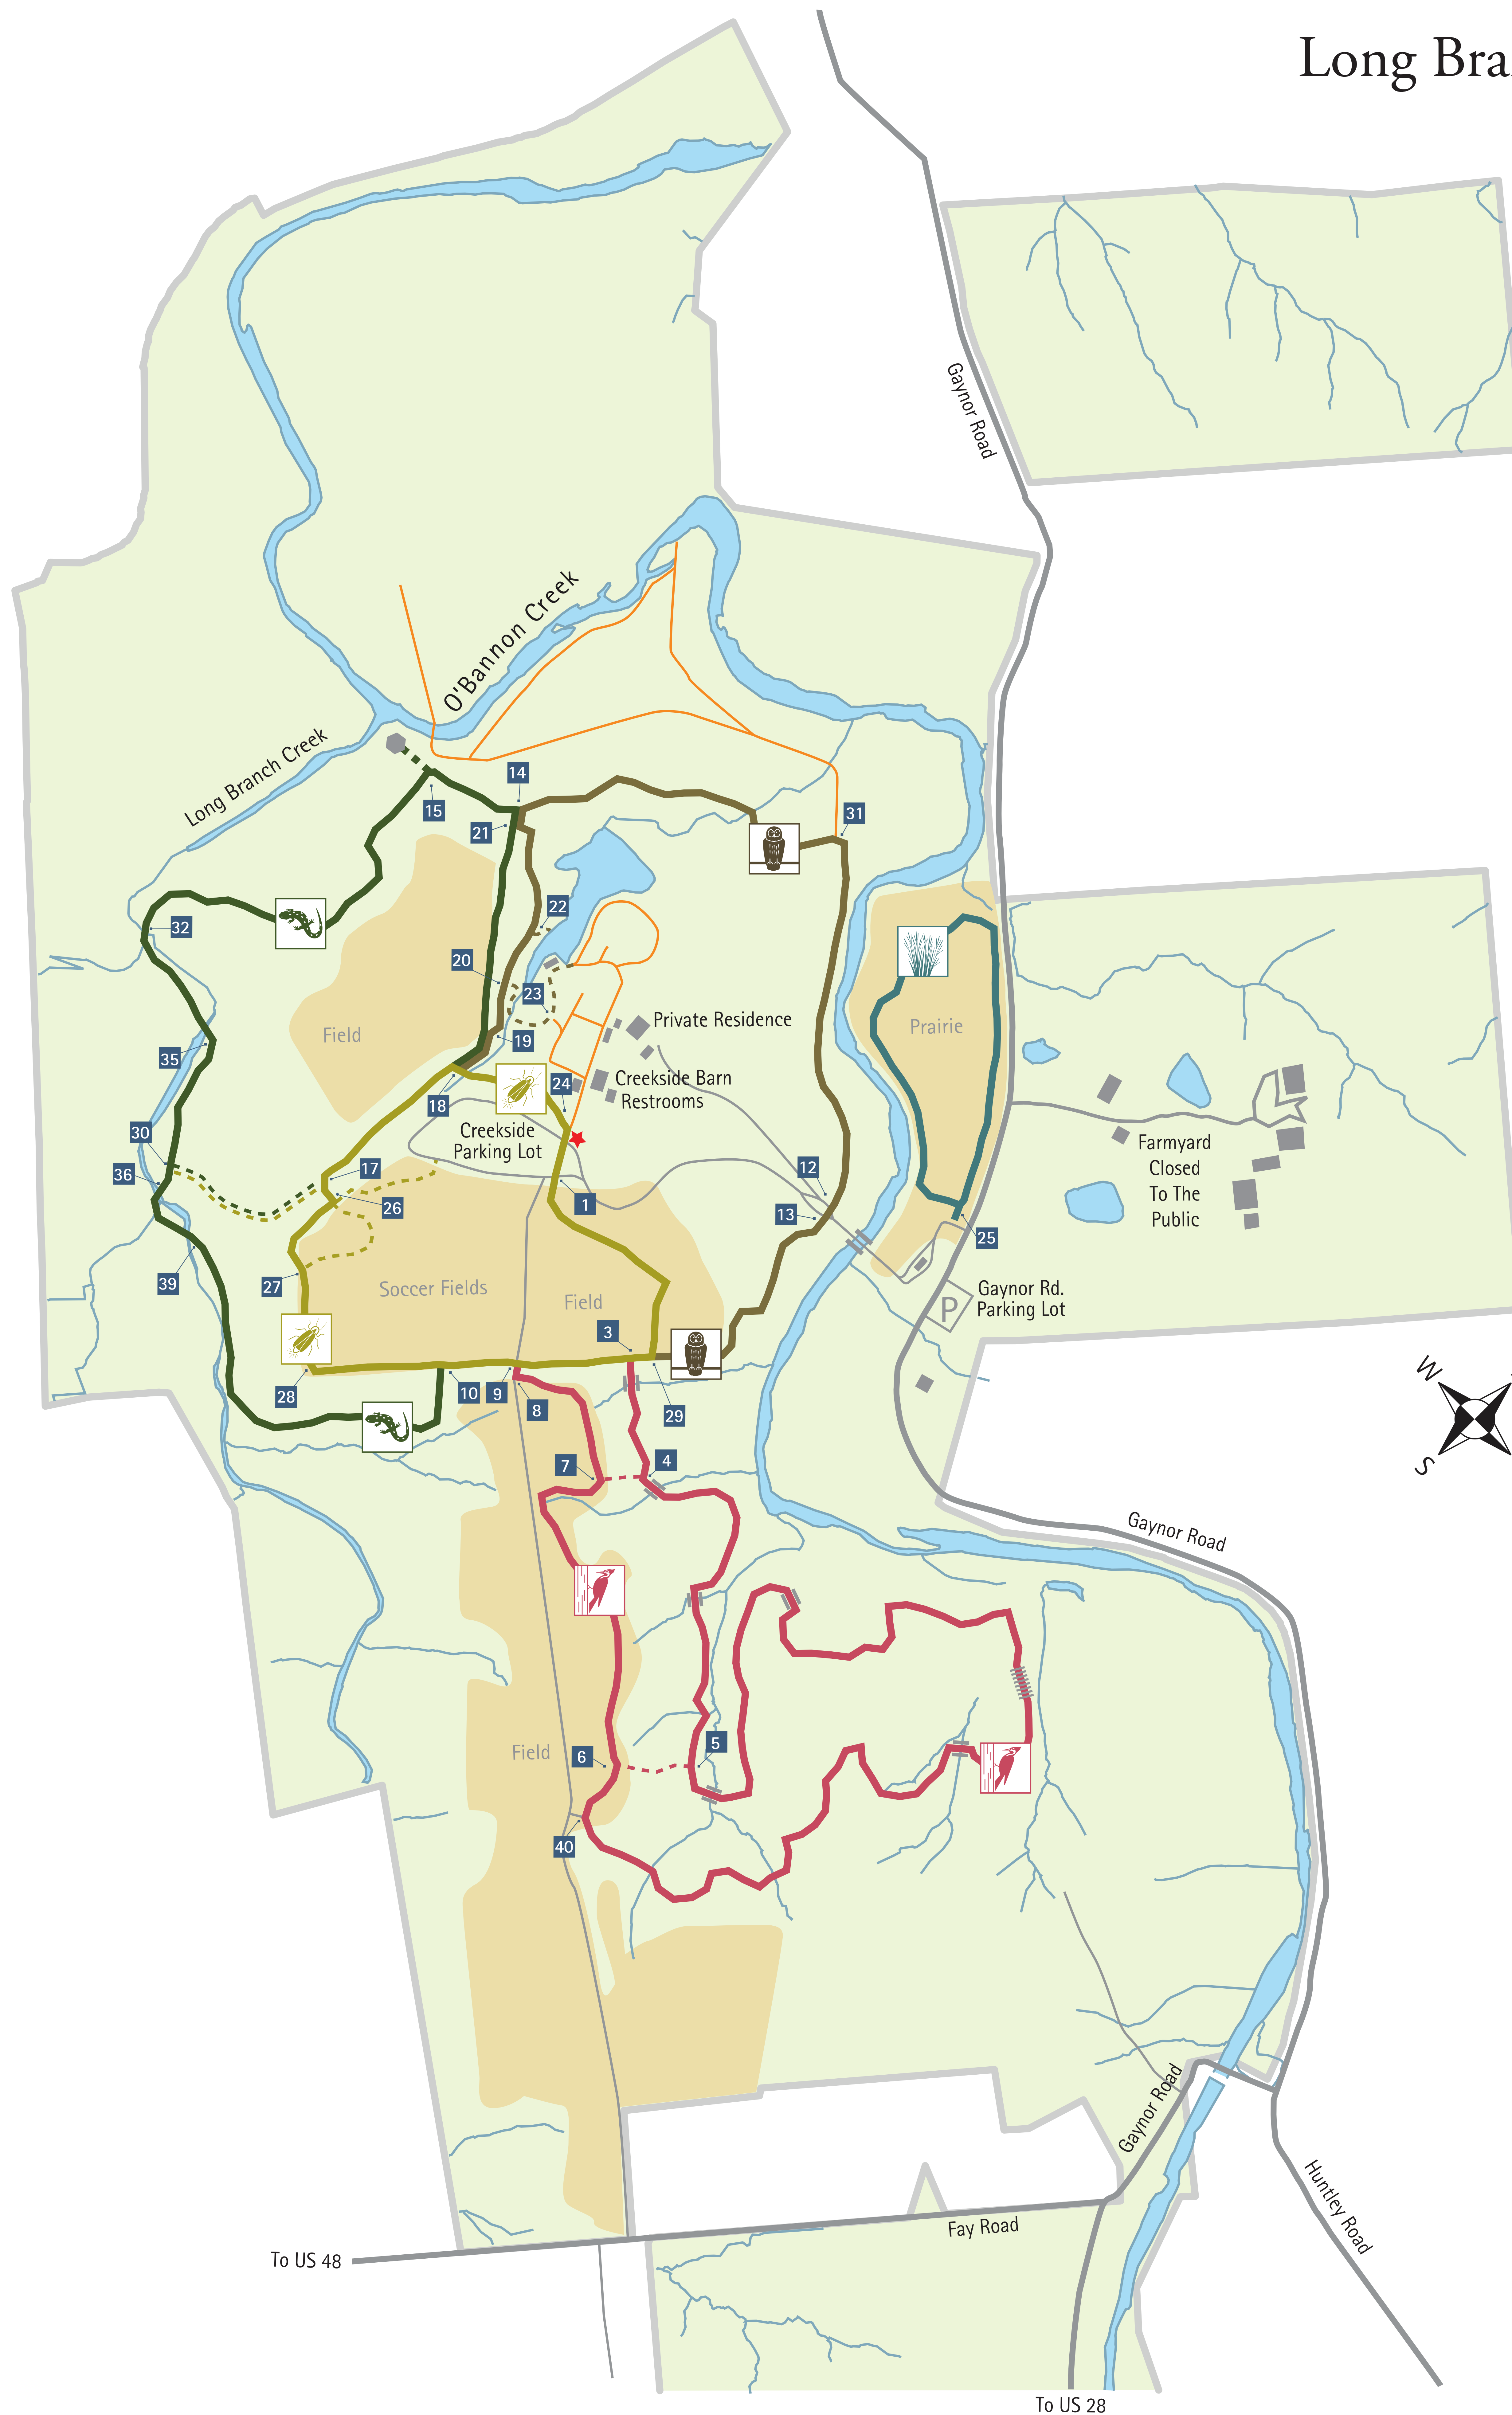 Long Bra
Gaynor Road
O'Bannon Creek
Long Branch Creek
14
15
21
31
22
32
20
23
Field
Private Residence
Prairie
19
35
24
Creekside Barn
Restrooms
18
Creekside
Parking Lot
30
36
17
12
Farmyard
Closed
To The
Public
26
1
13
25
39
27
Soccer Fields
Field
Gaynor Rd.
Parking Lot
P
3
28
10
9
8
29
W
S
7
4
Gaynor Road
Field
6
5
40
Gaynor Road
Huntley Road
Fay Road
To US 48
To US 28